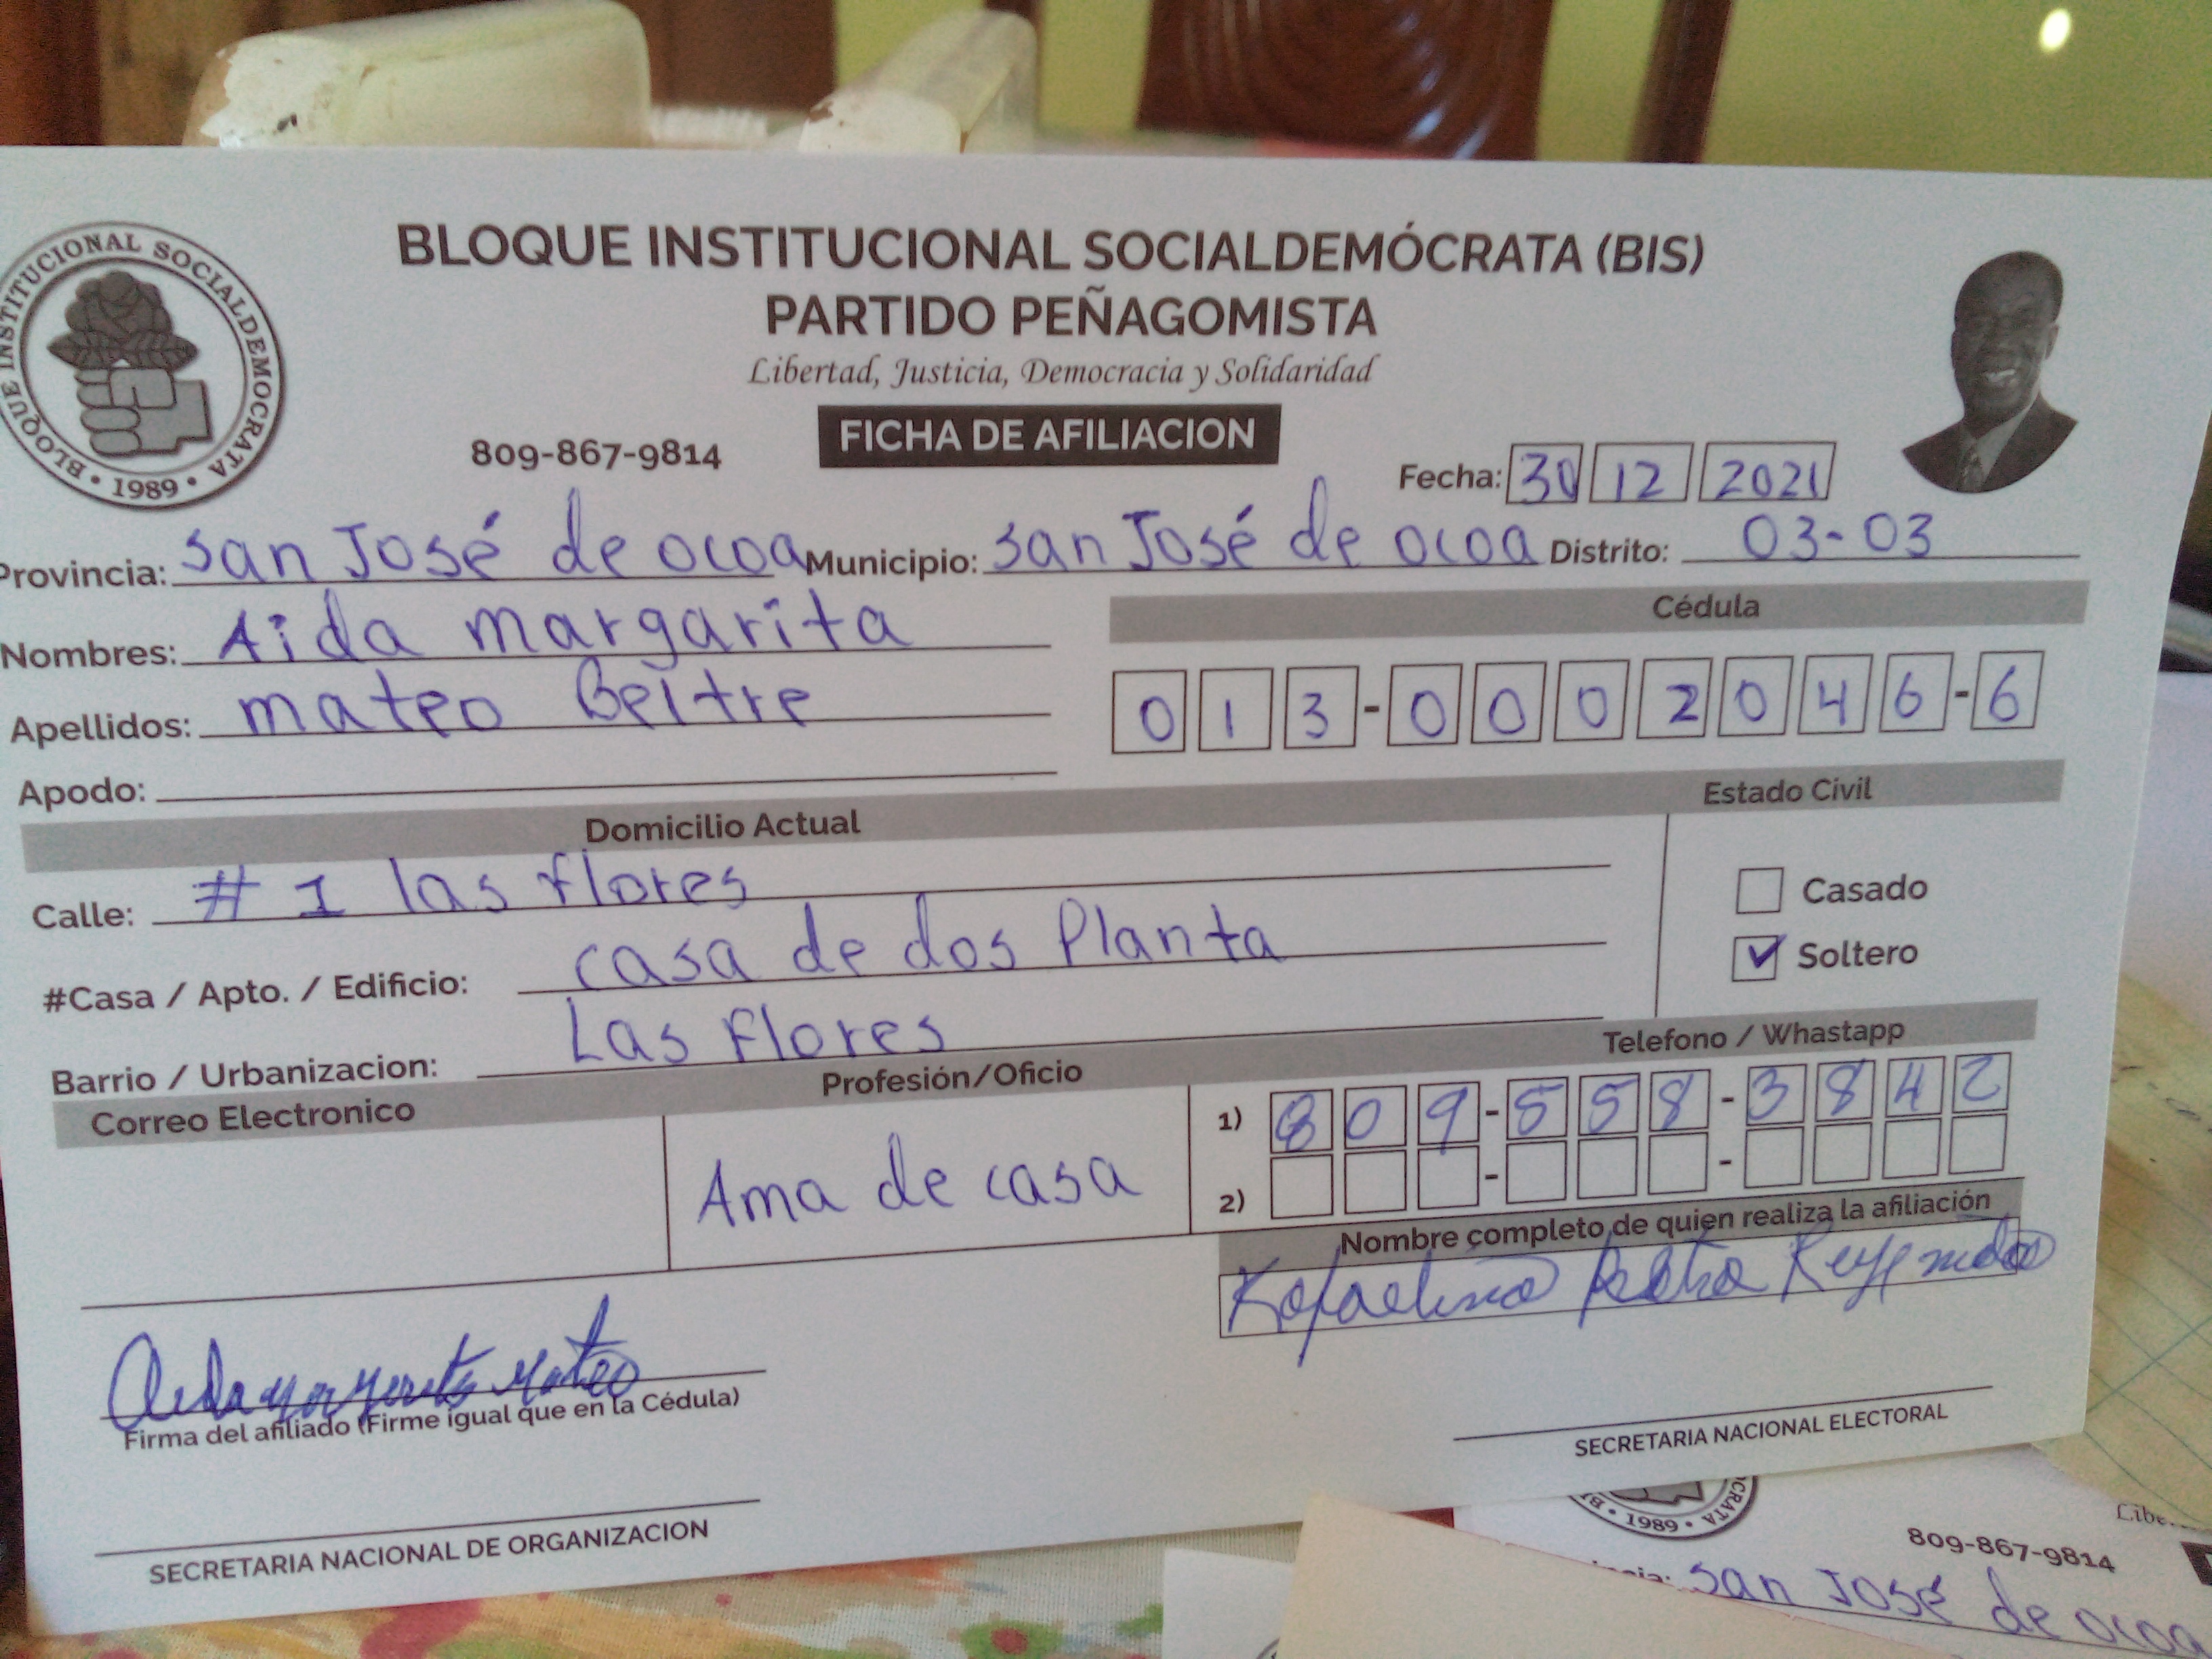 BLOQUE INSTITUCIONAL SOCIALDEMÓCRATA (BIS)
PARTIDO PEÑAGOMISTA
Libertad, Justicia, Democracia y Solidaridad
BLOQUE INSTITUCIONAL SOCIALDEMOCRATA • 1989 •
809-867-9814
FICHA DE AFILIACION
Fecha: 30 12 2021
Provincia: San José de Ocoa Municipio: San José de Ocoa Distrito: 03-03
Nombres: Aida Margarita
Cédula
Apellidos: Mateo Beltre
013-0002046-6
Apodo:
Domicilio Actual
Estado Civil
Calle: # 1 las flores
Casado
#Casa / Apto. / Edificio: casa de dos Planta
Soltero
Barrio / Urbanizacion: Las Flores
Correo Electronico
Profesión/Oficio
Telefono / Whastapp
Ama de casa
1) 809-558-3842
2)
Nombre completo de quien realiza la afiliación
Rafaelina
Aida Margarita Mateo
Firma del afiliado (Firme igual que en la Cédula)
SECRETARIA NACIONAL ELECTORAL
SECRETARIA NACIONAL DE ORGANIZACION
1989
809-867-9814
San José de Ocoa